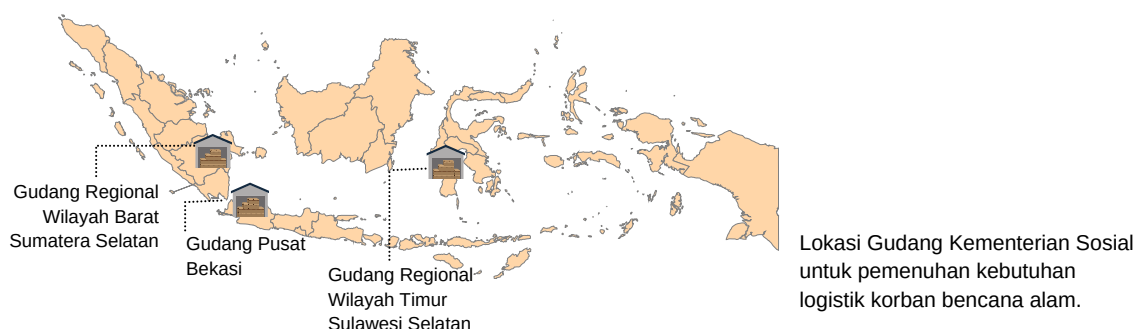 Gudang Regional
Wilayah Barat
Sumatera Selatan
Gudang Pusat
Bekasi
Gudang Regional
Wilayah Timur
Sulawesi Selatan
Lokasi Gudang Kementerian Sosial
untuk pemenuhan kebutuhan
logistik korban bencana alam.